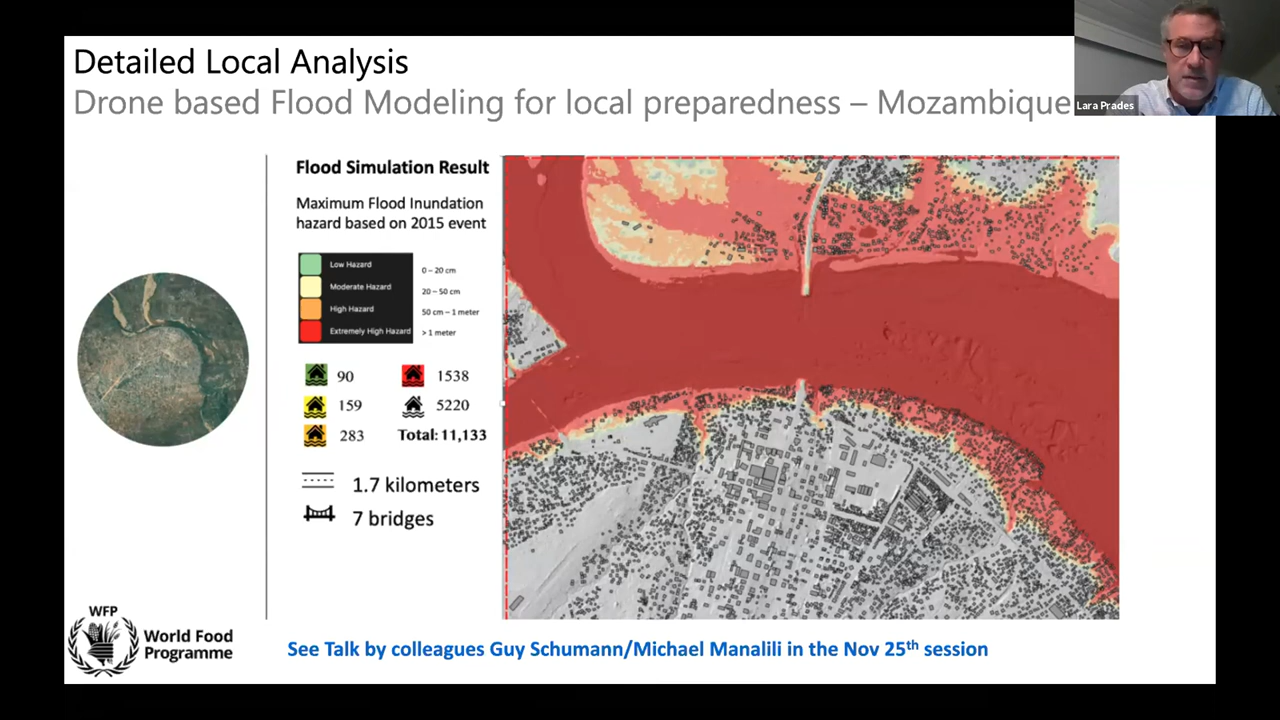 Detailed Local Analysis
Drone based Flood Modeling for local preparedness – Mozambique
Lara Prades
Flood Simulation Result
Maximum Flood Inundation
hazard based on 2015 event
Low Hazard 0 – 20 cm
Moderate Hazard 20 – 50 cm
High Hazard 50 cm – 1 meter
Extremely High Hazard > 1 meter
90 1538
159 5220
283 Total: 11,133
1.7 kilometers
7 bridges
WFP
World Food
Programme
See Talk by colleagues Guy Schumann/Michael Manalili in the Nov 25th session